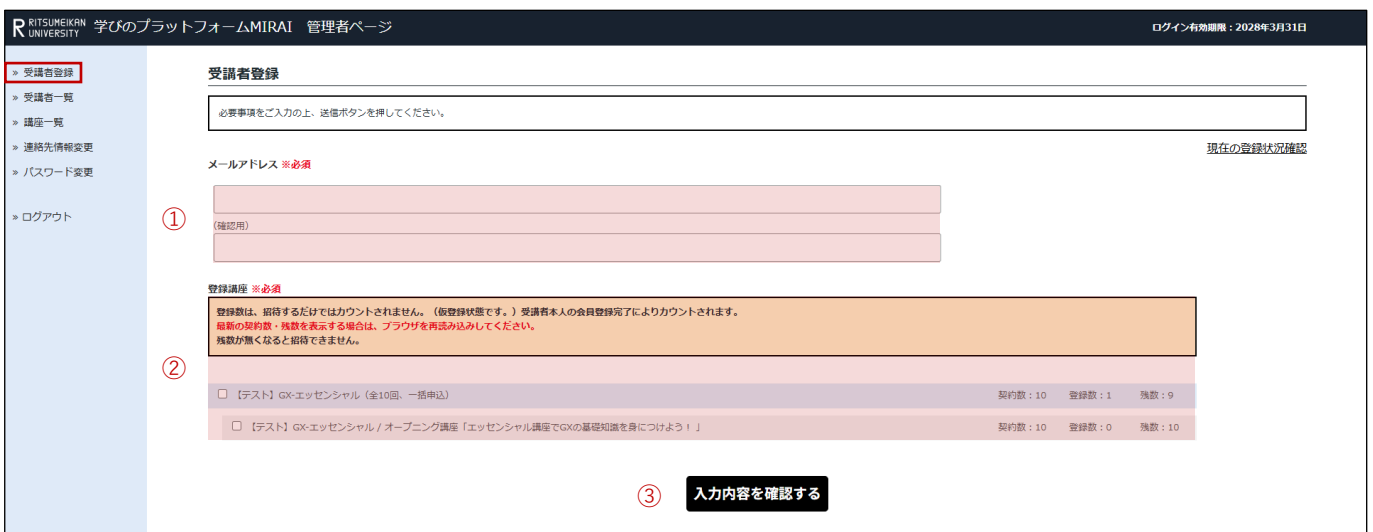 RITSUMEIKAN
UNIVERSITY
学びのプラットフォームMIRAI　管理者ページ
ログイン有効期限：2028年3月31日
» 受講者登録
» 受講者一覧
» 講座一覧
» 連絡先情報変更
» パスワード変更
» ログアウト
受講者登録
必要事項をご入力の上、送信ボタンを押してください。
現在の登録状況確認
メールアドレス ※必須
①
(確認用)
登録講座 ※必須
登録数は、招待するだけではカウントされません。（仮登録状態です。）受講者本人の会員登録完了によりカウントされます。
最新の契約数・残数を表示する場合は、ブラウザを再読み込みしてください。
残数が無くなると招待できません。
②
【テスト】GX-エッセンシャル（全10回、一括申込） 契約数：10 登録数：1 残数：9
【テスト】GX-エッセンシャル / オープニング講座「エッセンシャル講座でGXの基礎知識を身につけよう！」 契約数：10 登録数：0 残数：10
③ 入力内容を確認する